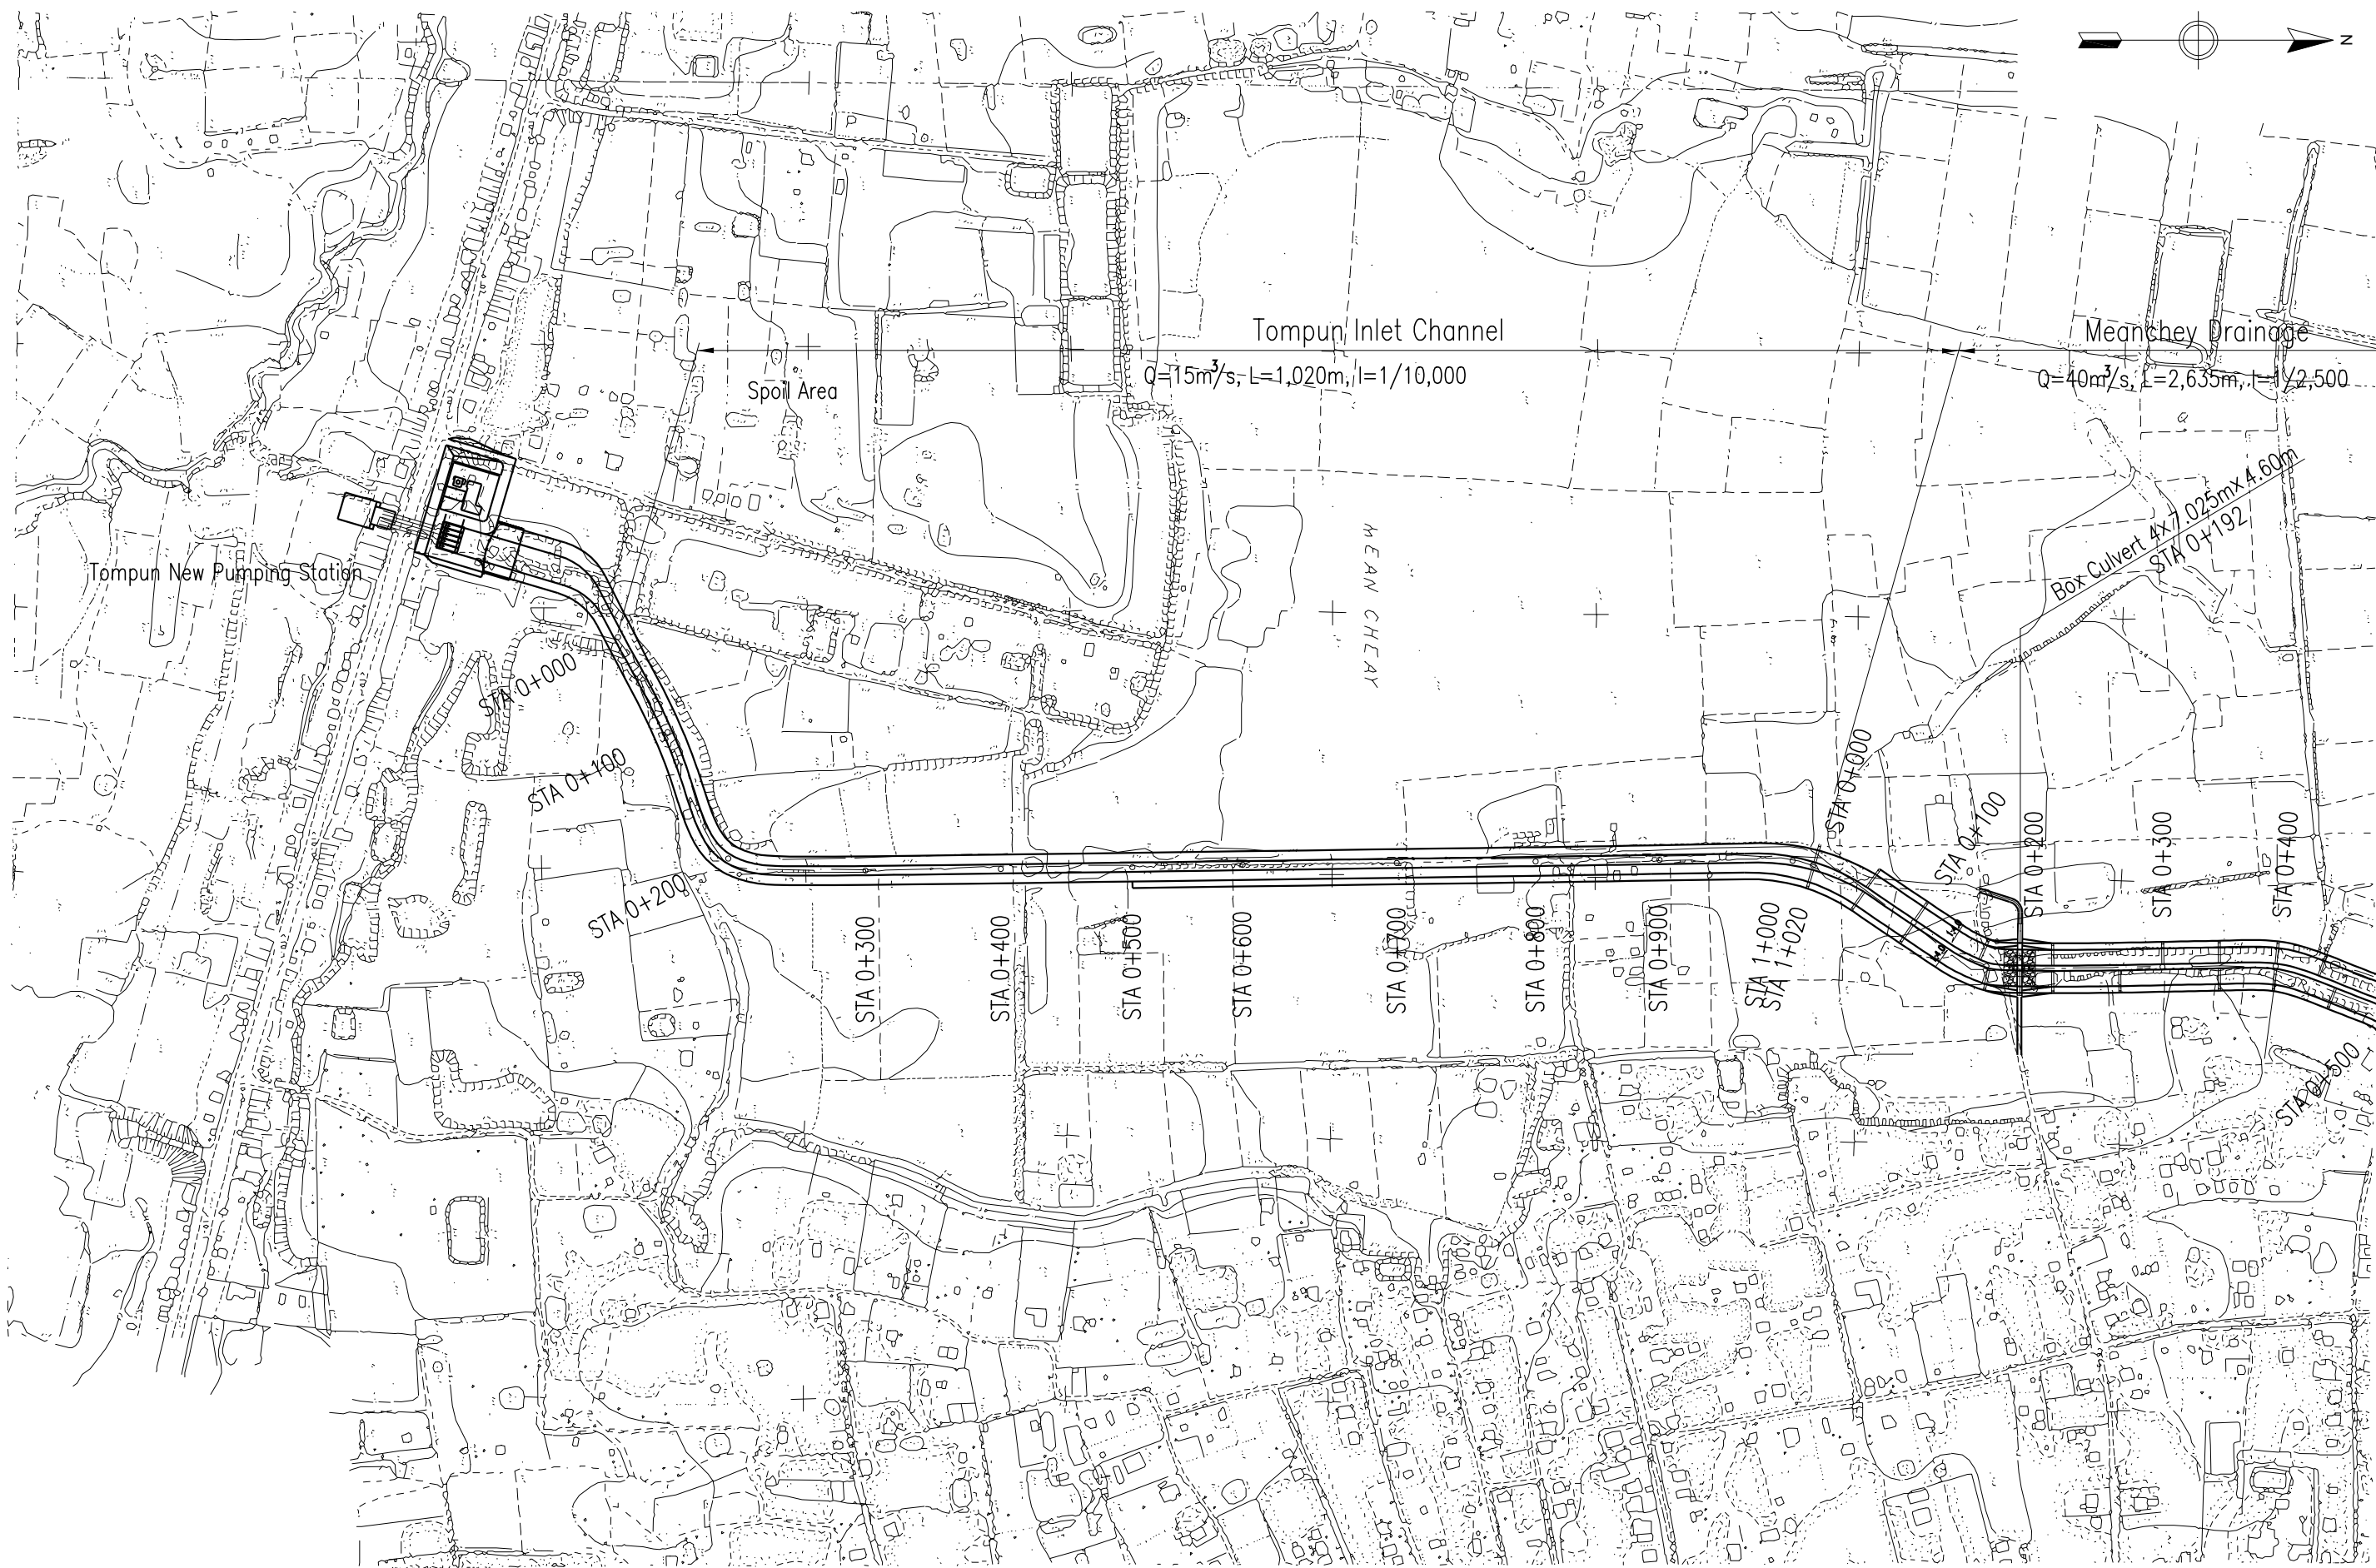 N
Tompun Inlet Channel
Q=15m³/s, L=1,020m, I=1/10,000
Meanchey Drainage
Q=40m³/s, L=2,635m, I=1/2,500
Spoil Area
Box Culvert 4x7.025mx4.60m
STA 0+192
Tompun New Pumping Station
MEAN CHEAY
STA 0+000
STA 0+100
STA 0+200
STA 0+300
STA 0+400
STA 0+500
STA 0+600
STA 0+700
STA 0+800
STA 0+900
STA 1+000
STA 1+020
STA 0+000
STA 0+100
STA 0+200
STA 0+300
STA 0+400
STA 0+500